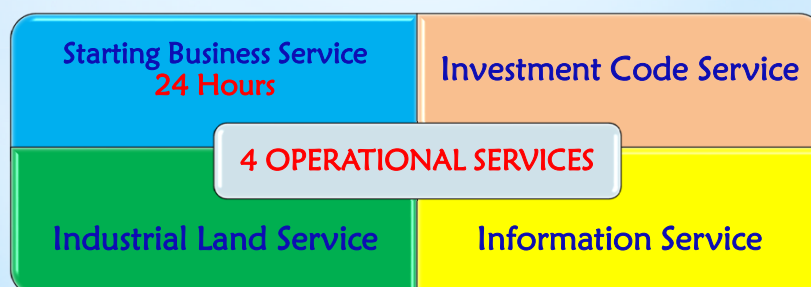 Starting Business Service
24 Hours
Investment Code Service
4 OPERATIONAL SERVICES
Industrial Land Service
Information Service